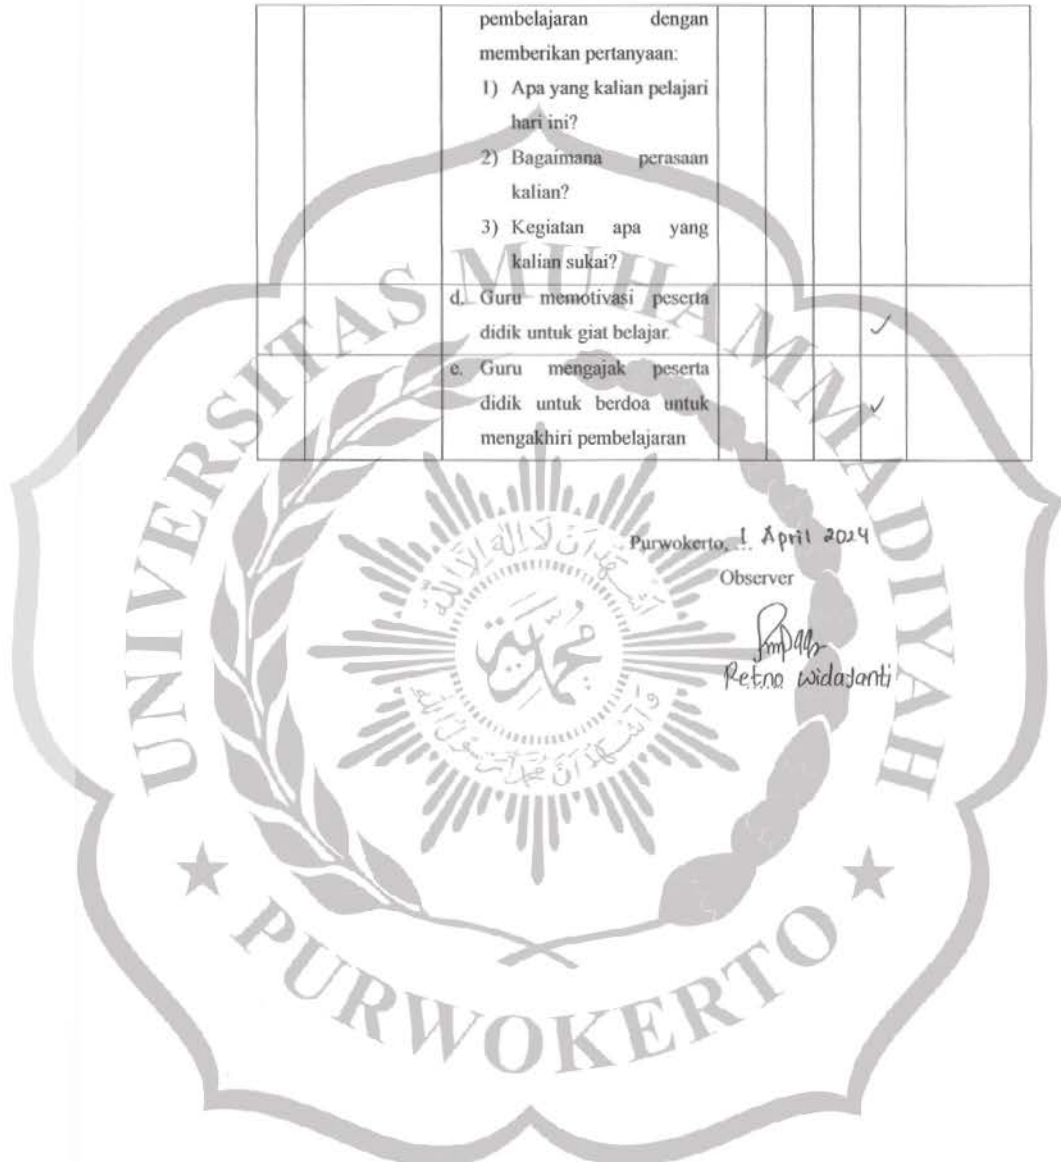 pembelajaran dengan
memberikan pertanyaan:
1) Apa yang kalian pelajari
hari ini?
2) Bagaimana perasaan
kalian?
3) Kegiatan apa yang
kalian sukai?
d. Guru memotivasi peserta
didik untuk giat belajar.
✓
e. Guru mengajak peserta
didik untuk berdoa untuk
mengakhiri pembelajaran
✓
Purwokerto, 1 April 2024
Observer
Retno Widajanti
UNIVERSITAS MUHAMMADIYAH
PURWOKERTO